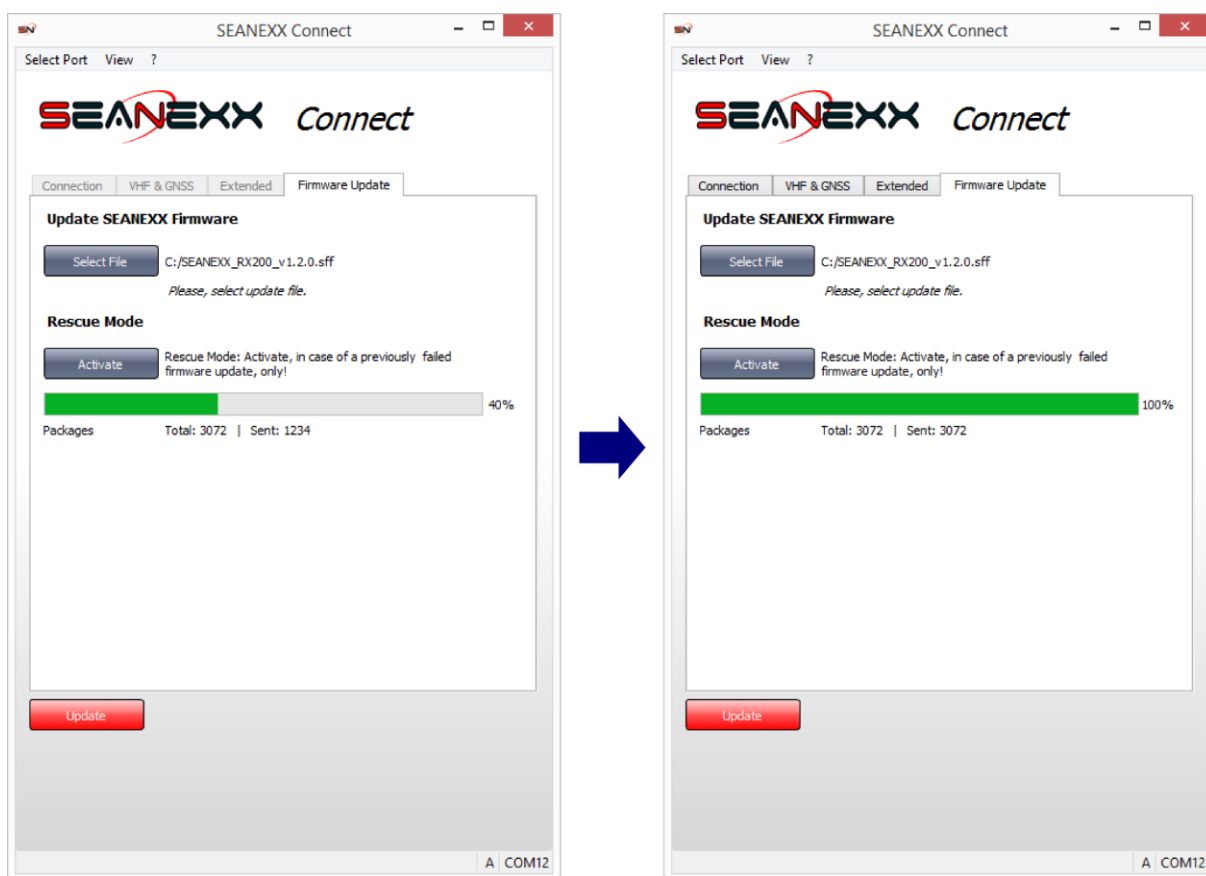 SN
SEANEXX Connect
Select Port View ?
SEANEXX Connect
Connection VHF & GNSS Extended Firmware Update
Update SEANEXX Firmware
Select File C:/SEANEXX_RX200_v1.2.0.sff
Please, select update file.
Rescue Mode
Activate Rescue Mode: Activate, in case of a previously failed
firmware update, only!
40%
Packages Total: 3072 | Sent: 1234
Update
A COM12
SN
SEANEXX Connect
Select Port View ?
SEANEXX Connect
Connection VHF & GNSS Extended Firmware Update
Update SEANEXX Firmware
Select File C:/SEANEXX_RX200_v1.2.0.sff
Please, select update file.
Rescue Mode
Activate Rescue Mode: Activate, in case of a previously failed
firmware update, only!
100%
Packages Total: 3072 | Sent: 3072
Update
A COM12